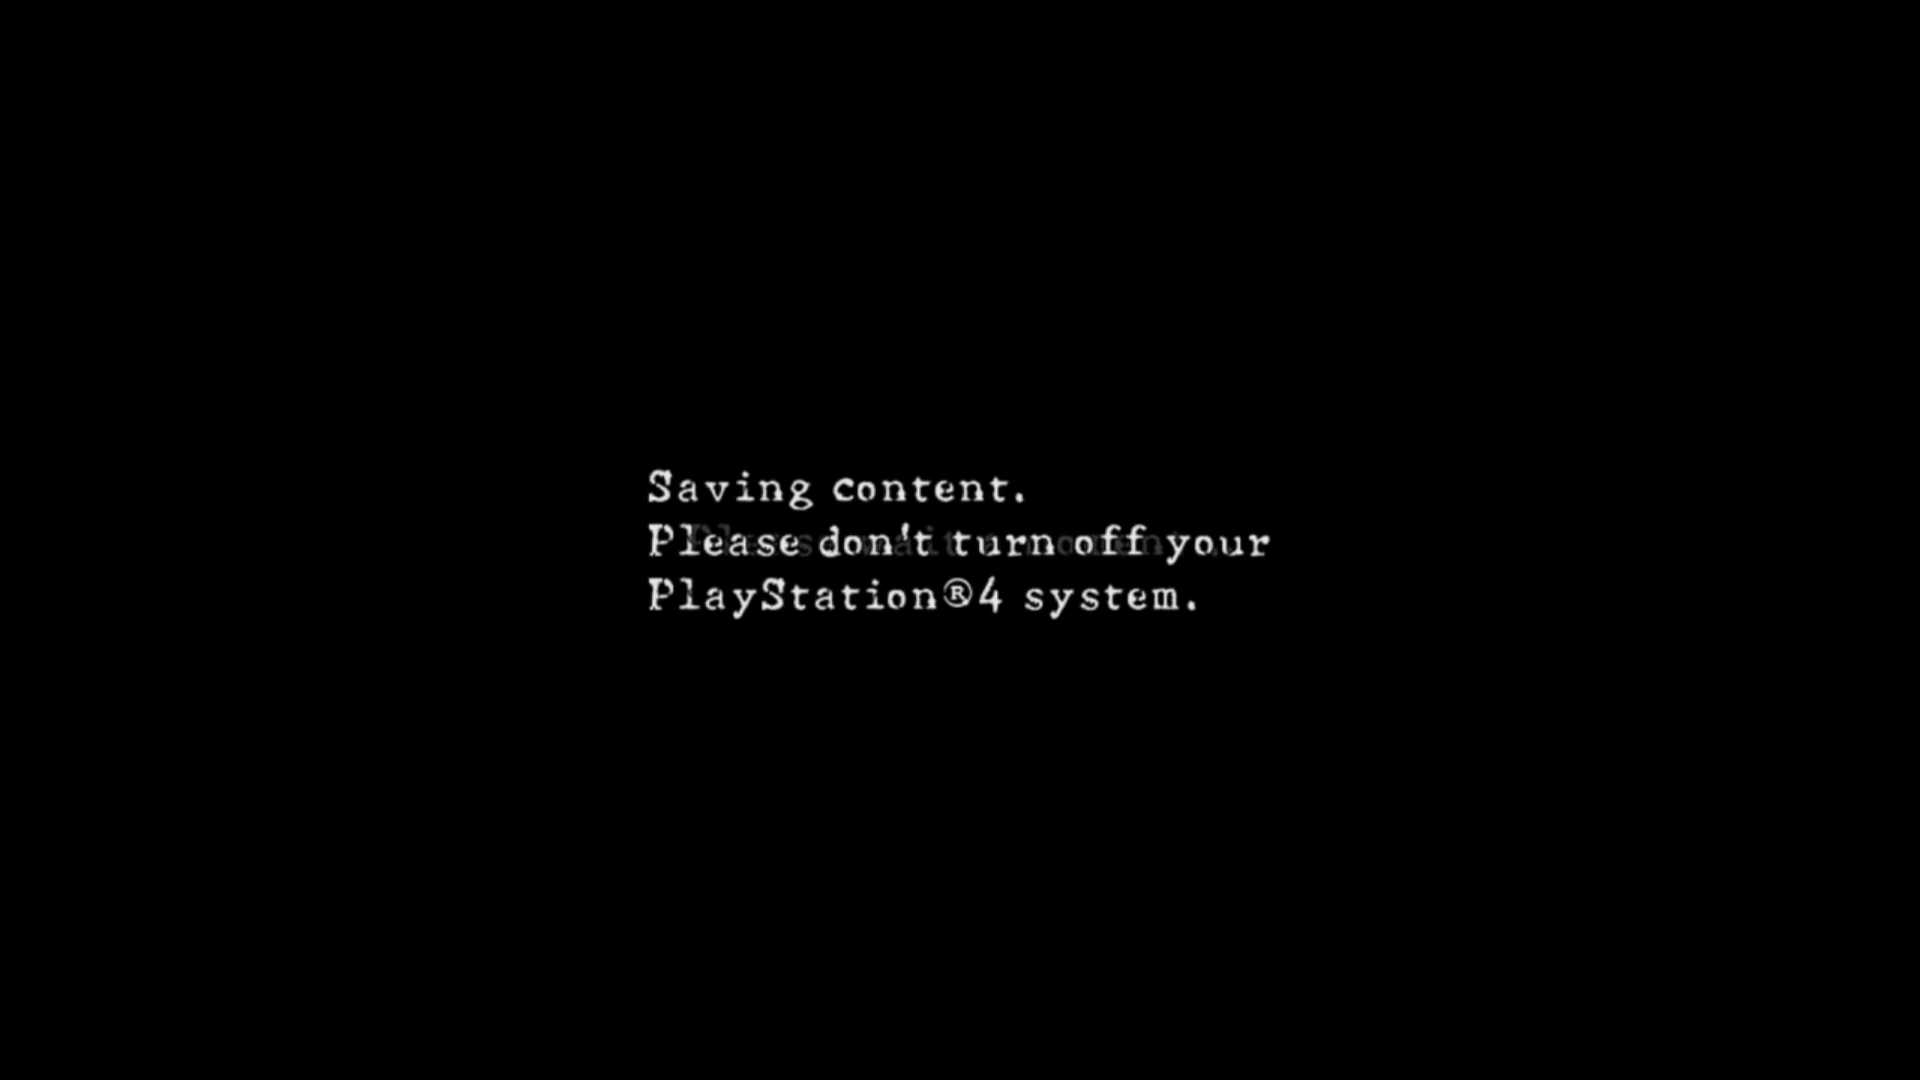 Saving content.
Please don't turn off your
PlayStation®4 system.